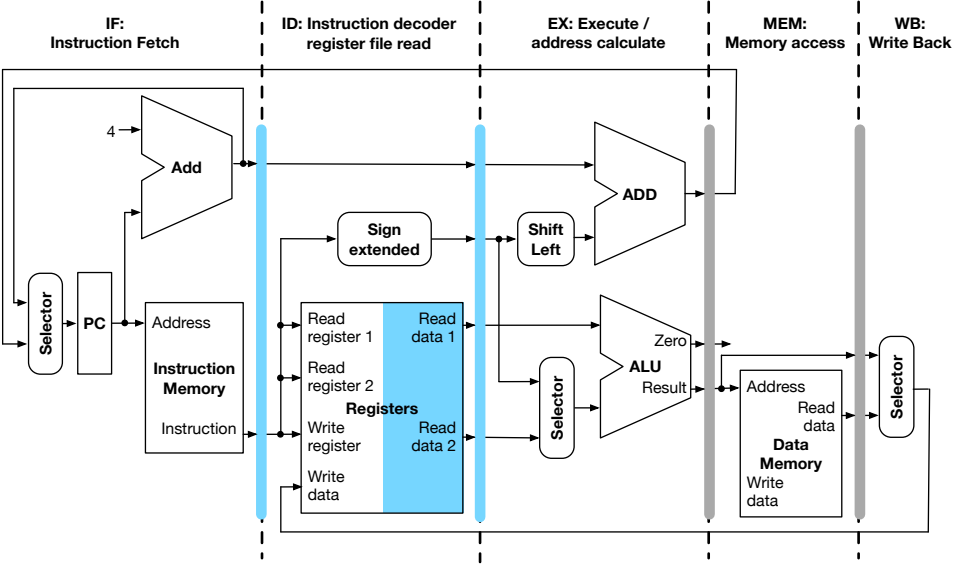 IF:
Instruction Fetch
ID: Instruction decoder
register file read
EX: Execute /
address calculate
MEM:
Memory access
WB:
Write Back
4
Add
ADD
Sign
extended
Shift
Left
Selector
PC
Address
Instruction
Memory
Instruction
Read
register 1
Read
data 1
Read
register 2
Registers
Write
register
Read
data 2
Write
data
Selector
Zero
ALU
Result
Address
Read
data
Data
Memory
Write
data
Selector